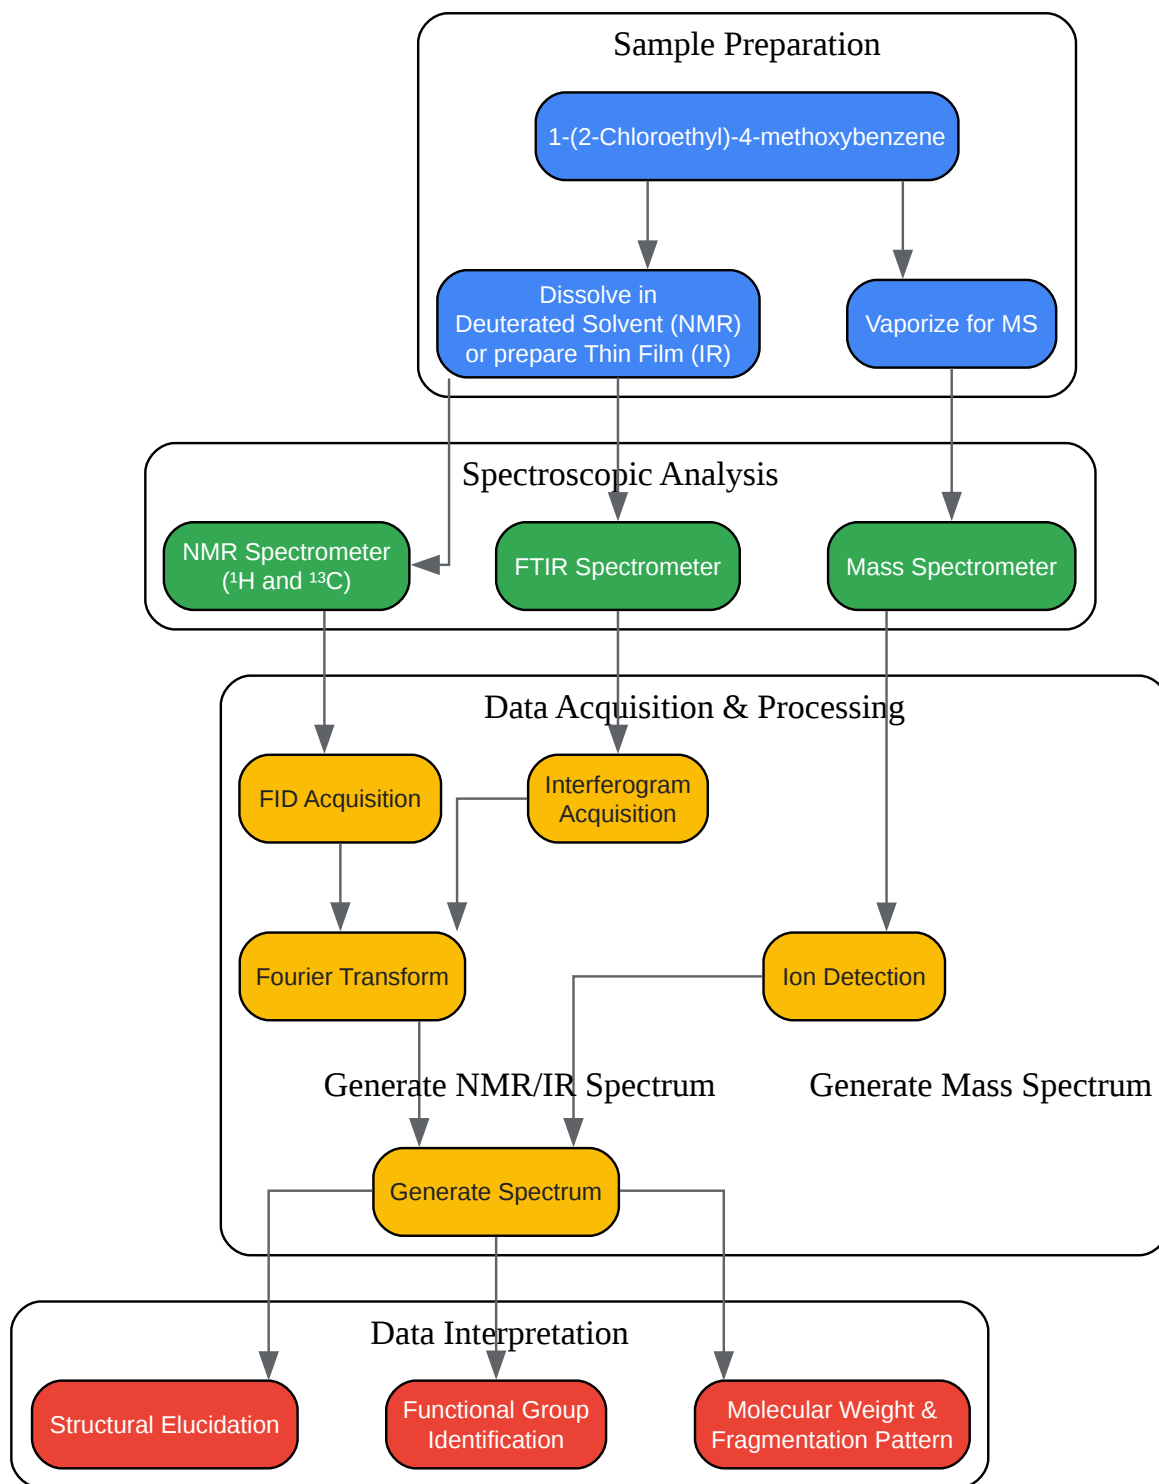 Sample Preparation
1-(2-Chloroethyl)-4-methoxybenzene
Dissolve in
Deuterated Solvent (NMR)
or prepare Thin Film (IR)
Vaporize for MS
Spectroscopic Analysis
NMR Spectrometer
(¹H and ¹³C)
FTIR Spectrometer
Mass Spectrometer
Data Acquisition & Processing
FID Acquisition
Interferogram
Acquisition
Fourier Transform
Ion Detection
Generate NMR/IR Spectrum
Generate Mass Spectrum
Generate Spectrum
Data Interpretation
Structural Elucidation
Functional Group
Identification
Molecular Weight &
Fragmentation Pattern